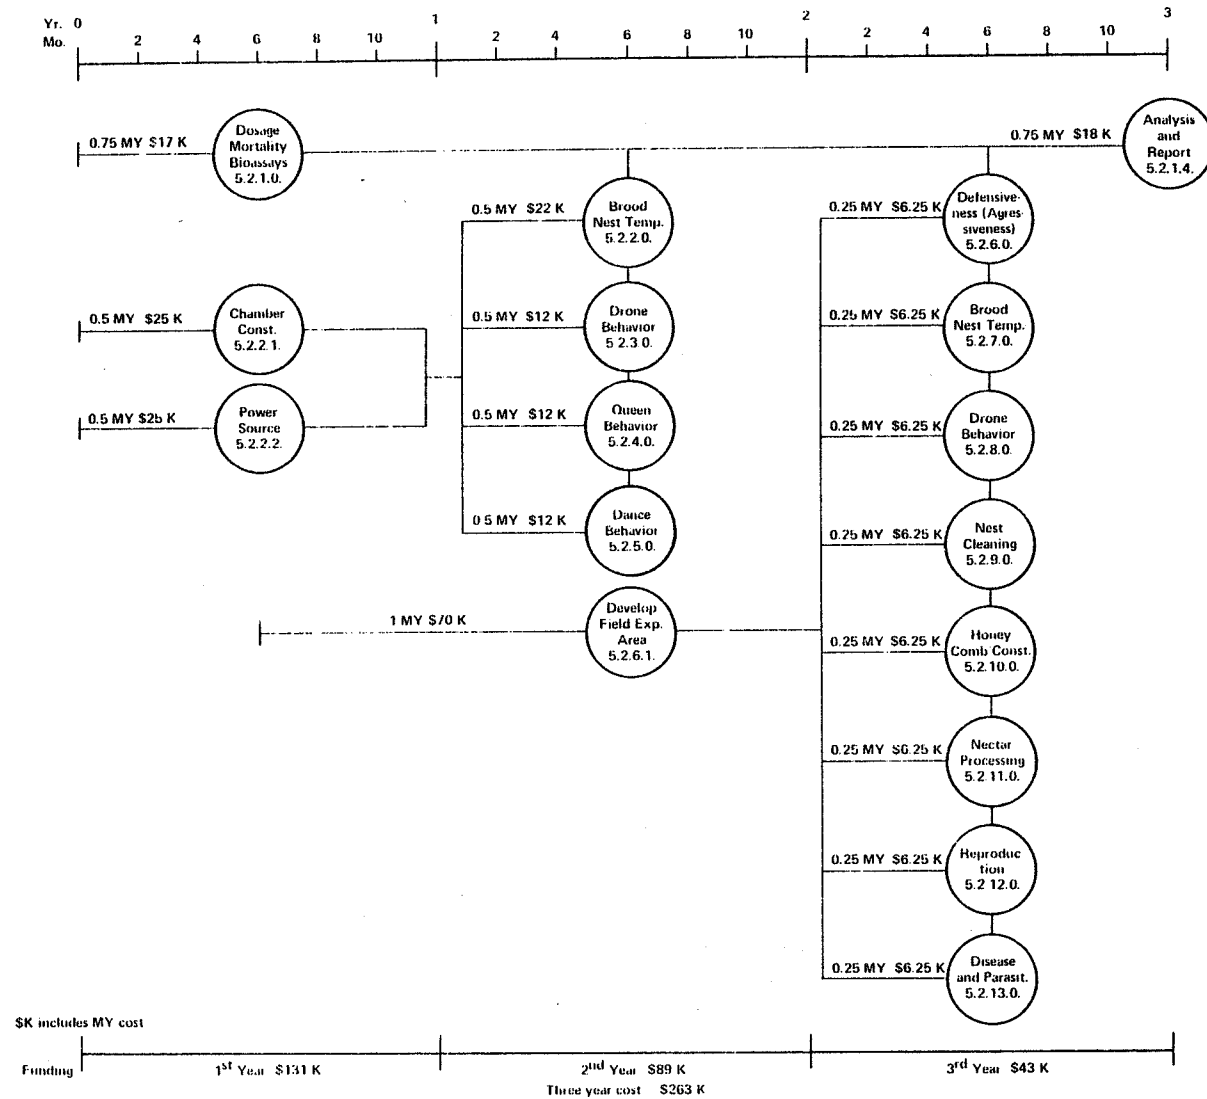 Yr. 0 1 2 3
Mo. 2 4 6 8 10 2 4 6 8 10 2 4 6 8 10
0.75 MY $17 K
Dosage
Mortality
Bioassays
5.2.1.0.
0.75 MY $18 K
Analysis
and
Report
5.2.1.4.
0.5 MY $25 K
Chamber
Const.
5.2.2.1.
0.5 MY $25 K
Power
Source
5.2.2.2.
0.5 MY $22 K
Brood
Nest Temp.
5.2.2.0.
0.5 MY $12 K
Drone
Behavior
5.2.3.0.
0.5 MY $12 K
Queen
Behavior
5.2.4.0.
0.5 MY $12 K
Dance
Behavior
5.2.5.0.
1 MY $70 K
Develop
Field Exp.
Area
5.2.6.1.
0.25 MY $6.25 K
Defensive-
ness (Agres-
siveness)
5.2.6.0.
0.25 MY $6.25 K
Brood
Nest Temp.
5.2.7.0.
0.25 MY $6.25 K
Drone
Behavior
5.2.8.0.
0.25 MY $6.25 K
Nest
Cleaning
5.2.9.0.
0.25 MY $6.25 K
Honey
Comb Const.
5.2.10.0.
0.25 MY $6.25 K
Nectar
Processing
5.2.11.0.
0.25 MY $6.25 K
Reproduc
tion
5.2 12.0.
0.25 MY $6.25 K
Disease
and Parasit.
5.2.13.0.
$K includes MY cost
Funding 1st Year $131 K 2nd Year $89 K 3rd Year $43 K
Three year cost $263 K